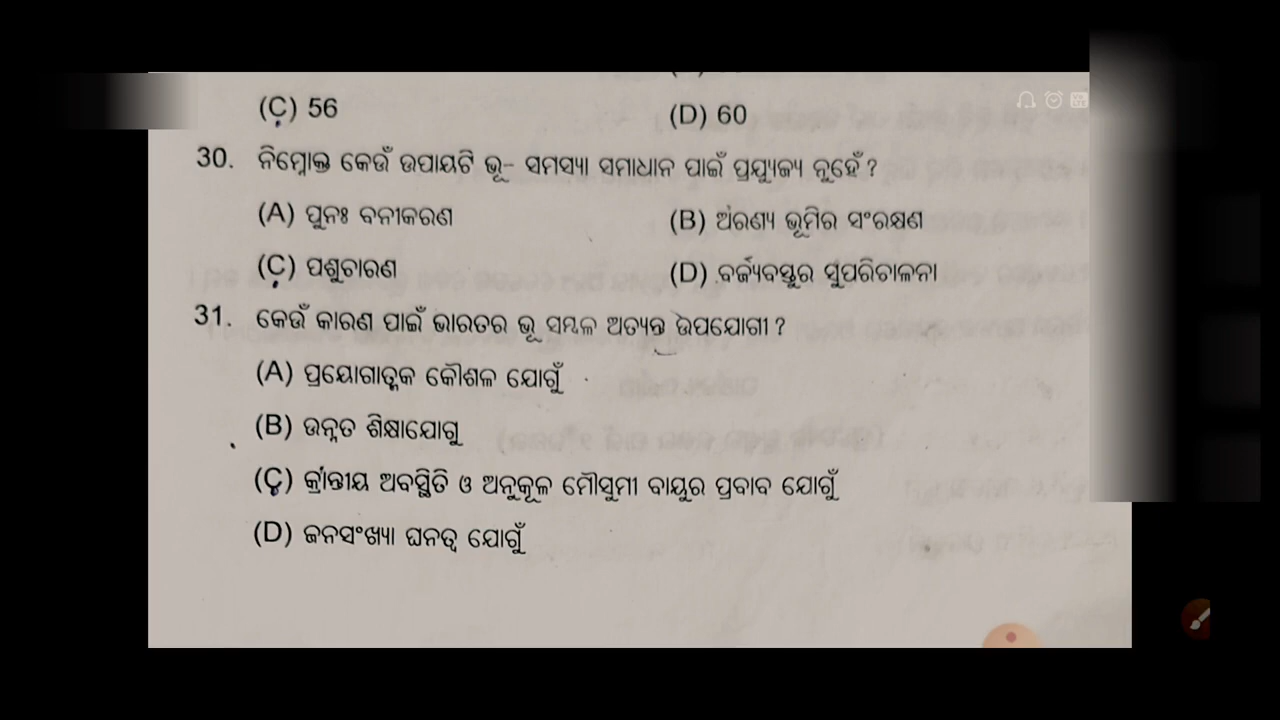 (C) 56 (D) 60
30. ନିମ୍ନୋକ୍ତ କେଉଁ ଉପାୟଟି ଭୂ- ସମସ୍ୟା ସମାଧାନ ପାଇଁ ପ୍ରଯୁଜ୍ୟ ନୁହେଁ ?
(A) ପୁନଃ ବନୀକରଣ (B) ଅରଣ୍ୟ ଭୂମିର ସଂରକ୍ଷଣ
(C) ପଶୁଚାରଣ (D) ବର୍ଜ୍ୟବସ୍ତୁର ସୁପରିଚାଳନା
31. କେଉଁ କାରଣ ପାଇଁ ଭାରତର ଭୂ ସମ୍ବଳ ଅତ୍ୟନ୍ତ ଉପଯୋଗୀ ?
(A) ପ୍ରୟୋଗାତ୍ମକ କୌଶଳ ଯୋଗୁଁ
(B) ଉନ୍ନତ ଶିକ୍ଷାଯୋଗୁ
(C) କ୍ରାନ୍ତୀୟ ଅବସ୍ଥିତି ଓ ଅନୁକୂଳ ମୌସୁମୀ ବାୟୁର ପ୍ରବାବ ଯୋଗୁଁ
(D) ଜନସଂଖ୍ୟା ଘନତ୍ୱ ଯୋଗୁଁ